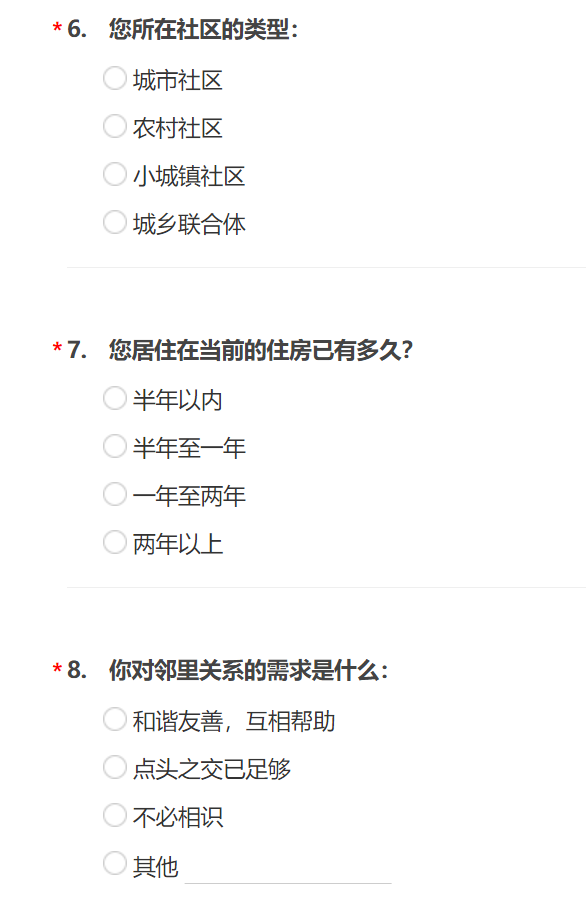 * 6. 您所在社区的类型：
城市社区
农村社区
小城镇社区
城乡联合体
* 7. 您居住在当前的住房已有多久？
半年以内
半年至一年
一年至两年
两年以上
* 8. 你对邻里关系的需求是什么：
和谐友善，互相帮助
点头之交已足够
不必相识
其他